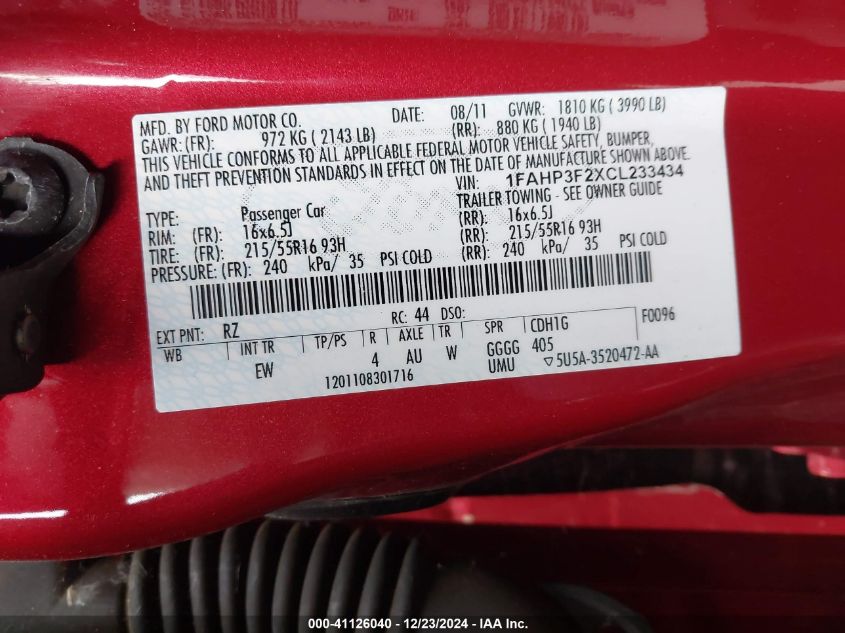 MFD. BY FORD MOTOR CO. DATE: 08/11 GVWR: 1810 KG ( 3990 LB)
GAWR: (FR): 972 KG ( 2143 LB) (RR): 880 KG ( 1940 LB)
THIS VEHICLE CONFORMS TO ALL APPLICABLE FEDERAL MOTOR VEHICLE SAFETY, BUMPER,
AND THEFT PREVENTION STANDARDS IN EFFECT ON THE DATE OF MANUFACTURE SHOWN ABOVE.
VIN: 1FAHP3F2XCL233434
TYPE: Passenger Car TRAILER TOWING - SEE OWNER GUIDE
RIM: (FR): 16x6.5J (RR): 16x6.5J
TIRE: (FR): 215/55R16 93H (RR): 215/55R16 93H
PRESSURE: (FR): 240 kPa/ 35 PSI COLD (RR): 240 kPa/ 35 PSI COLD
EXT PNT: RZ RC: 44 DSO: F0096
WB INT TR TP/PS R AXLE TR SPR CDH1G
EW 4 AU W GGGG 405
UMU ▽5U5A-3520472-AA
1201108301716
000-41126040 - 12/23/2024 - IAA Inc.